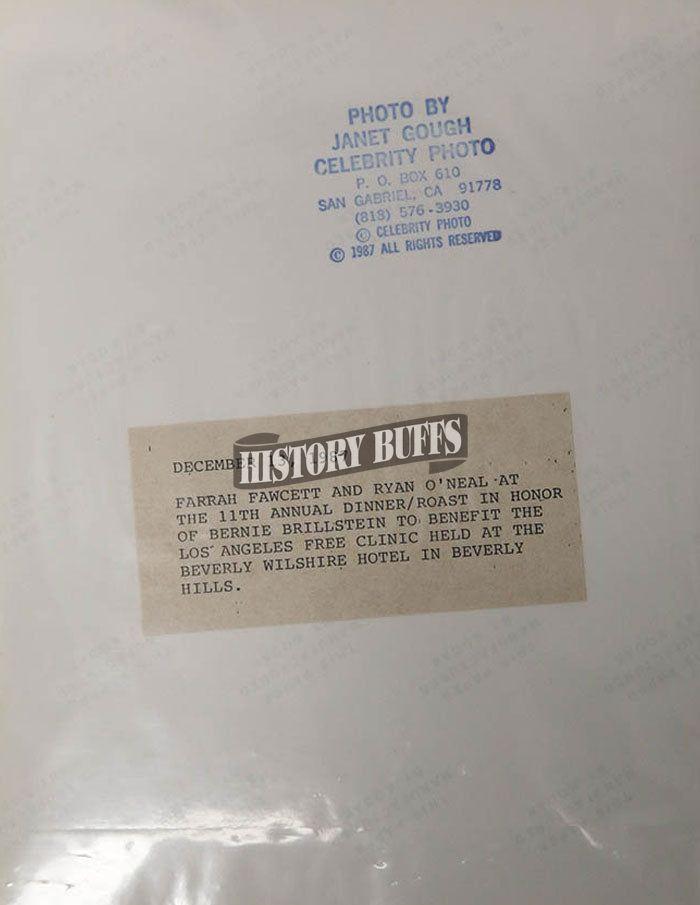 PHOTO BY
JANET GOUGH
CELEBRITY PHOTO
P. O. BOX 610
SAN GABRIEL, CA 91778
(818) 576-3930
© CELEBRITY PHOTO
© 1987 ALL RIGHTS RESERVED
HISTORY BUFFS
DECEMBER 1987
FARRAH FAWCETT AND RYAN O'NEAL AT
THE 11TH ANNUAL DINNER/ROAST IN HONOR
OF BERNIE BRILLSTEIN TO BENEFIT THE
LOS ANGELES FREE CLINIC HELD AT THE
BEVERLY WILSHIRE HOTEL IN BEVERLY
HILLS.